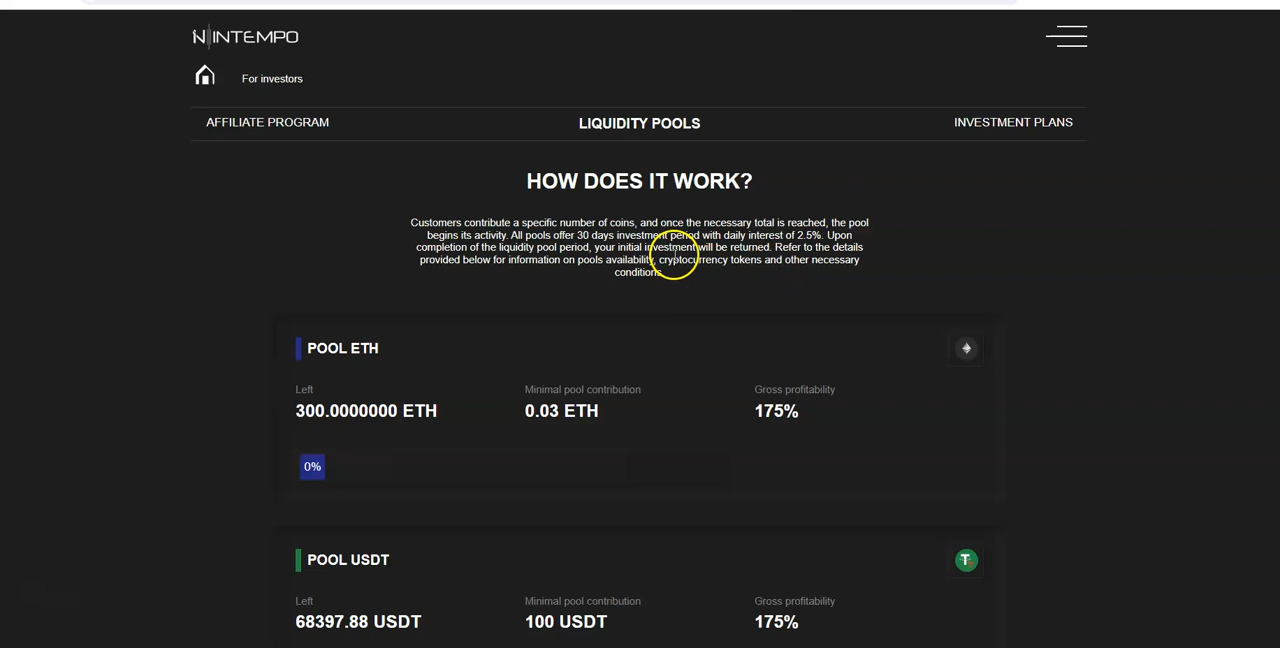 NINTEMPO
For investors
AFFILIATE PROGRAM
LIQUIDITY POOLS
INVESTMENT PLANS
HOW DOES IT WORK?
Customers contribute a specific number of coins, and once the necessary total is reached, the pool
begins its activity. All pools offer 30 days investment period with daily interest of 2.5%. Upon
completion of the liquidity pool period, your initial investment will be returned. Refer to the details
provided below for information on pools availability, cryptocurrency tokens and other necessary
conditions.
POOL ETH
Left
Minimal pool contribution
Gross profitability
300.0000000 ETH
0.03 ETH
175%
0%
POOL USDT
Left
Minimal pool contribution
Gross profitability
68397.88 USDT
100 USDT
175%